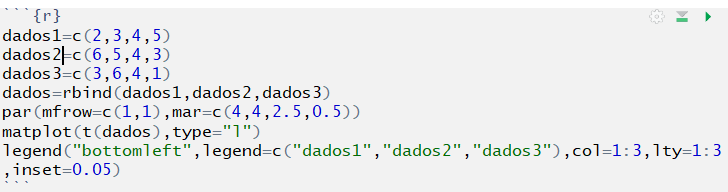 ```{r}
dados1=c(2,3,4,5)
dados2=c(6,5,4,3)
dados3=c(3,6,4,1)
dados=rbind(dados1,dados2,dados3)
par(mfrow=c(1,1),mar=c(4,4,2.5,0.5))
matplot(t(dados),type="l")
legend("bottomleft",legend=c("dados1","dados2","dados3"),col=1:3,lty=1:3
,inset=0.05)
```